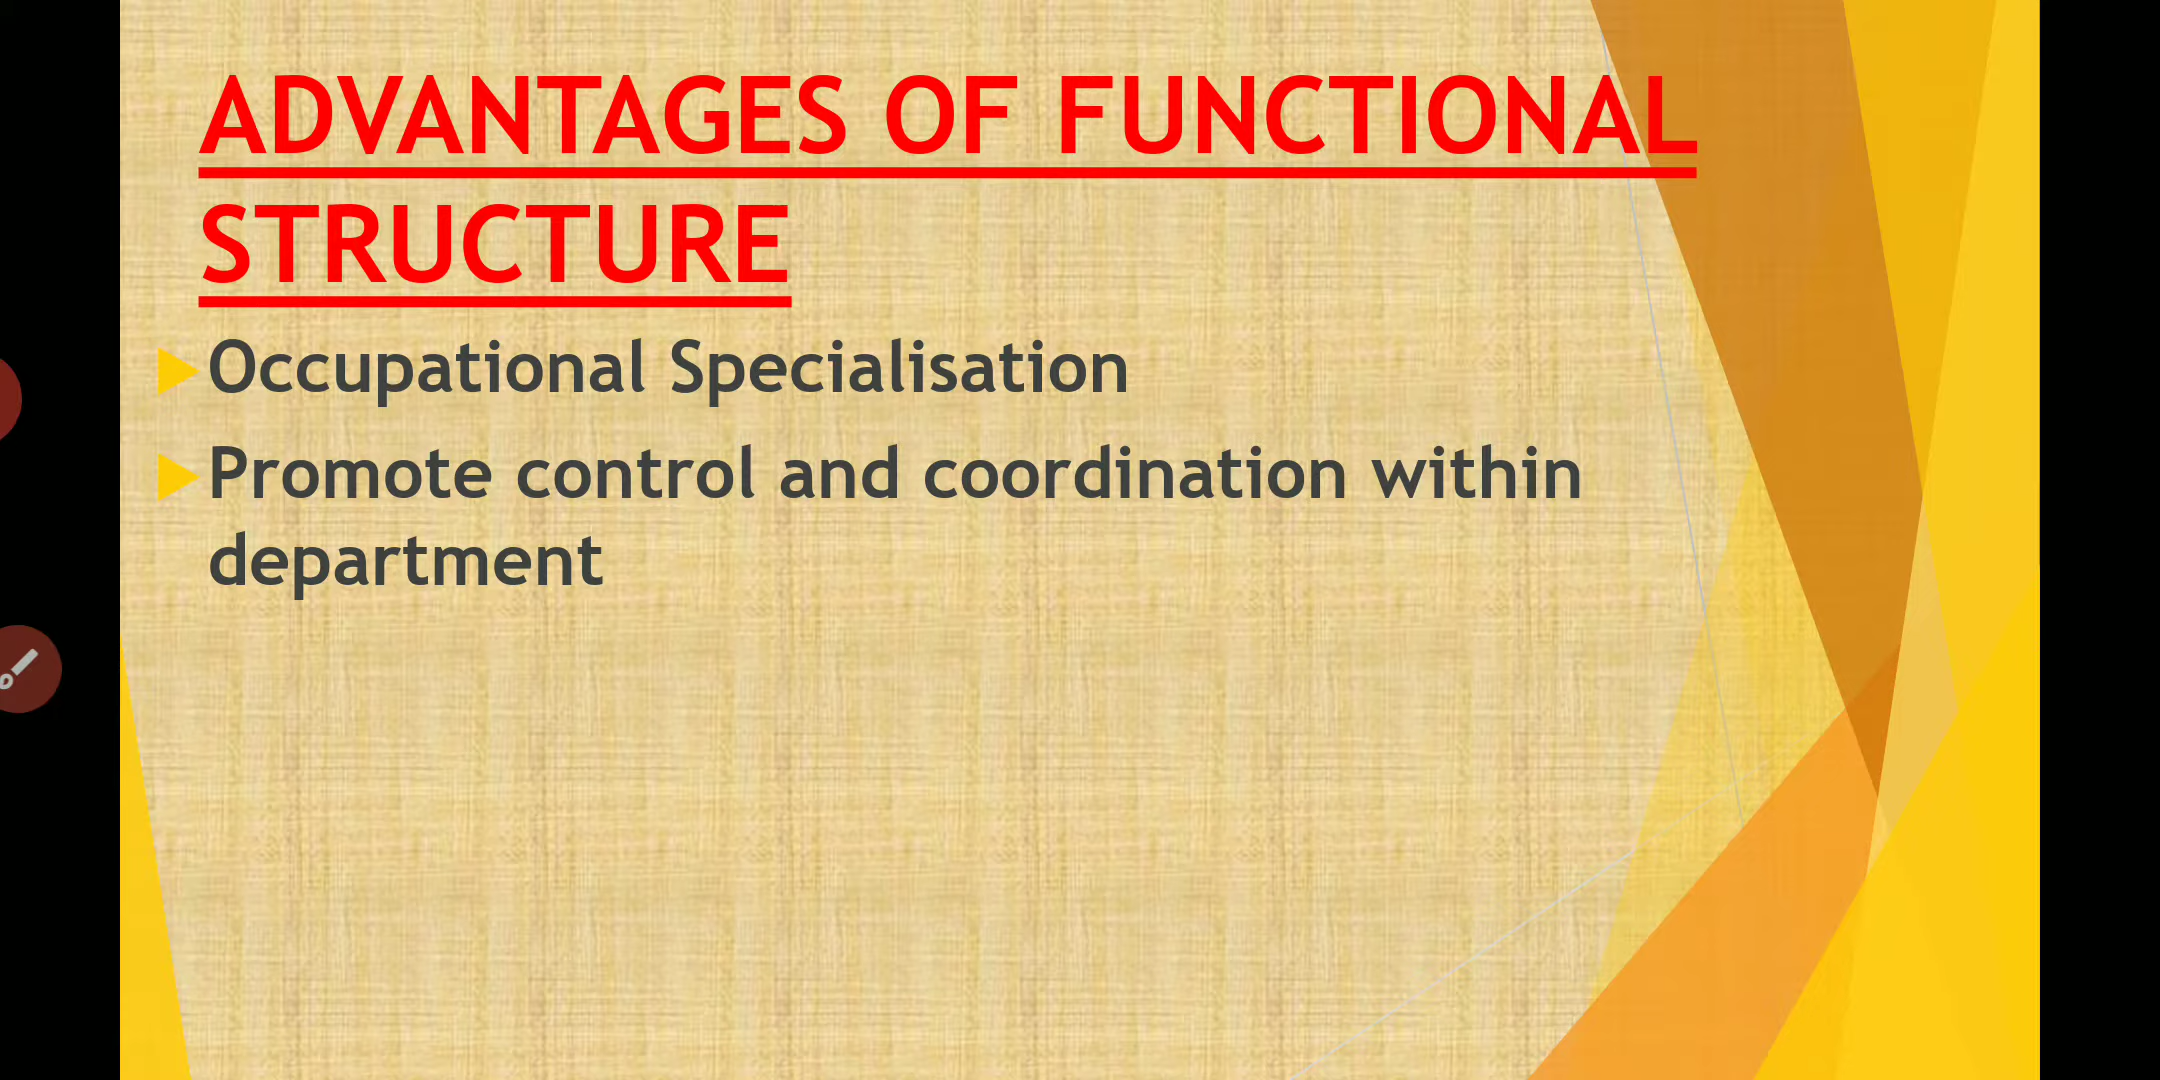 ADVANTAGES OF FUNCTIONAL
STRUCTURE
Occupational Specialisation
Promote control and coordination within
department